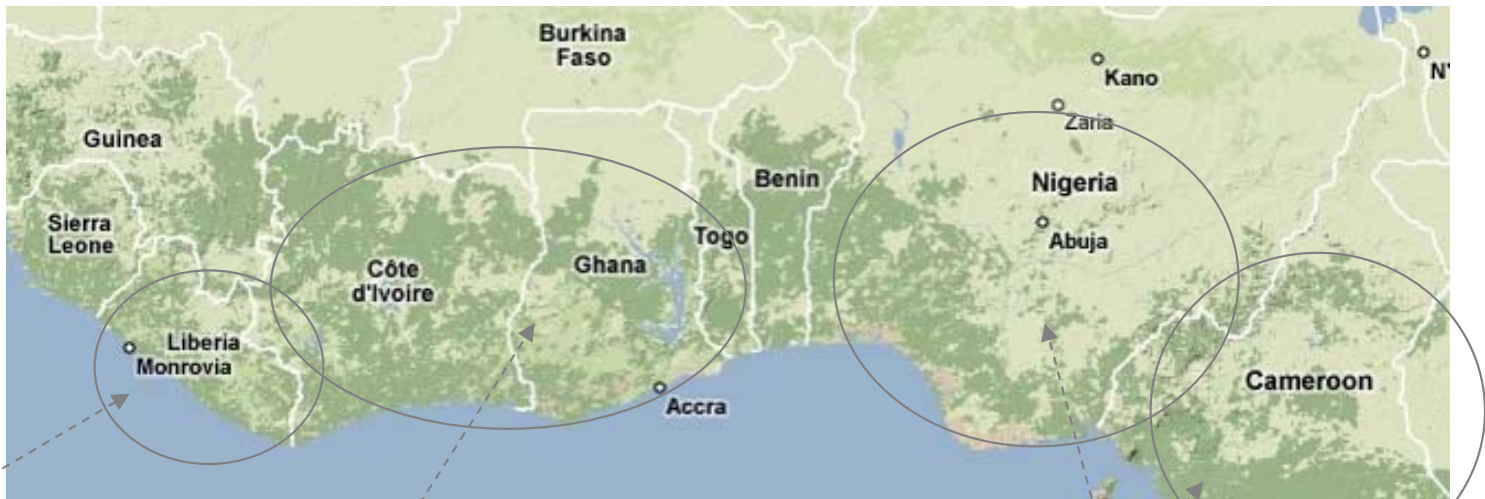 Burkina
Faso
Kano
N'
Zaria
Guinea
Benin
Nigeria
Sierra
Leone
Togo
Abuja
Côte
d'Ivoire
Ghana
Liberia
Monrovia
Cameroon
Accra